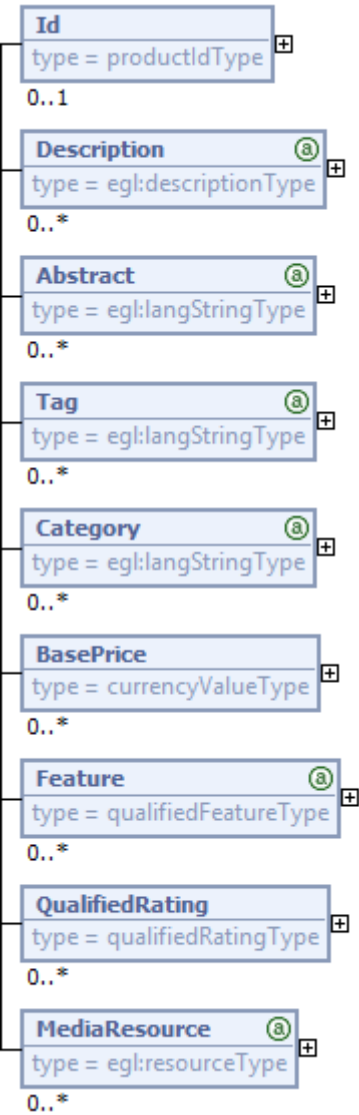 Id
type = productIdType
0..1
Description @
type = egl:descriptionType
0..*
Abstract @
type = egl:langStringType
0..*
Tag @
type = egl:langStringType
0..*
Category @
type = egl:langStringType
0..*
BasePrice
type = currencyValueType
0..*
Feature @
type = qualifiedFeatureType
0..*
QualifiedRating
type = qualifiedRatingType
0..*
MediaResource @
type = egl:resourceType
0..*